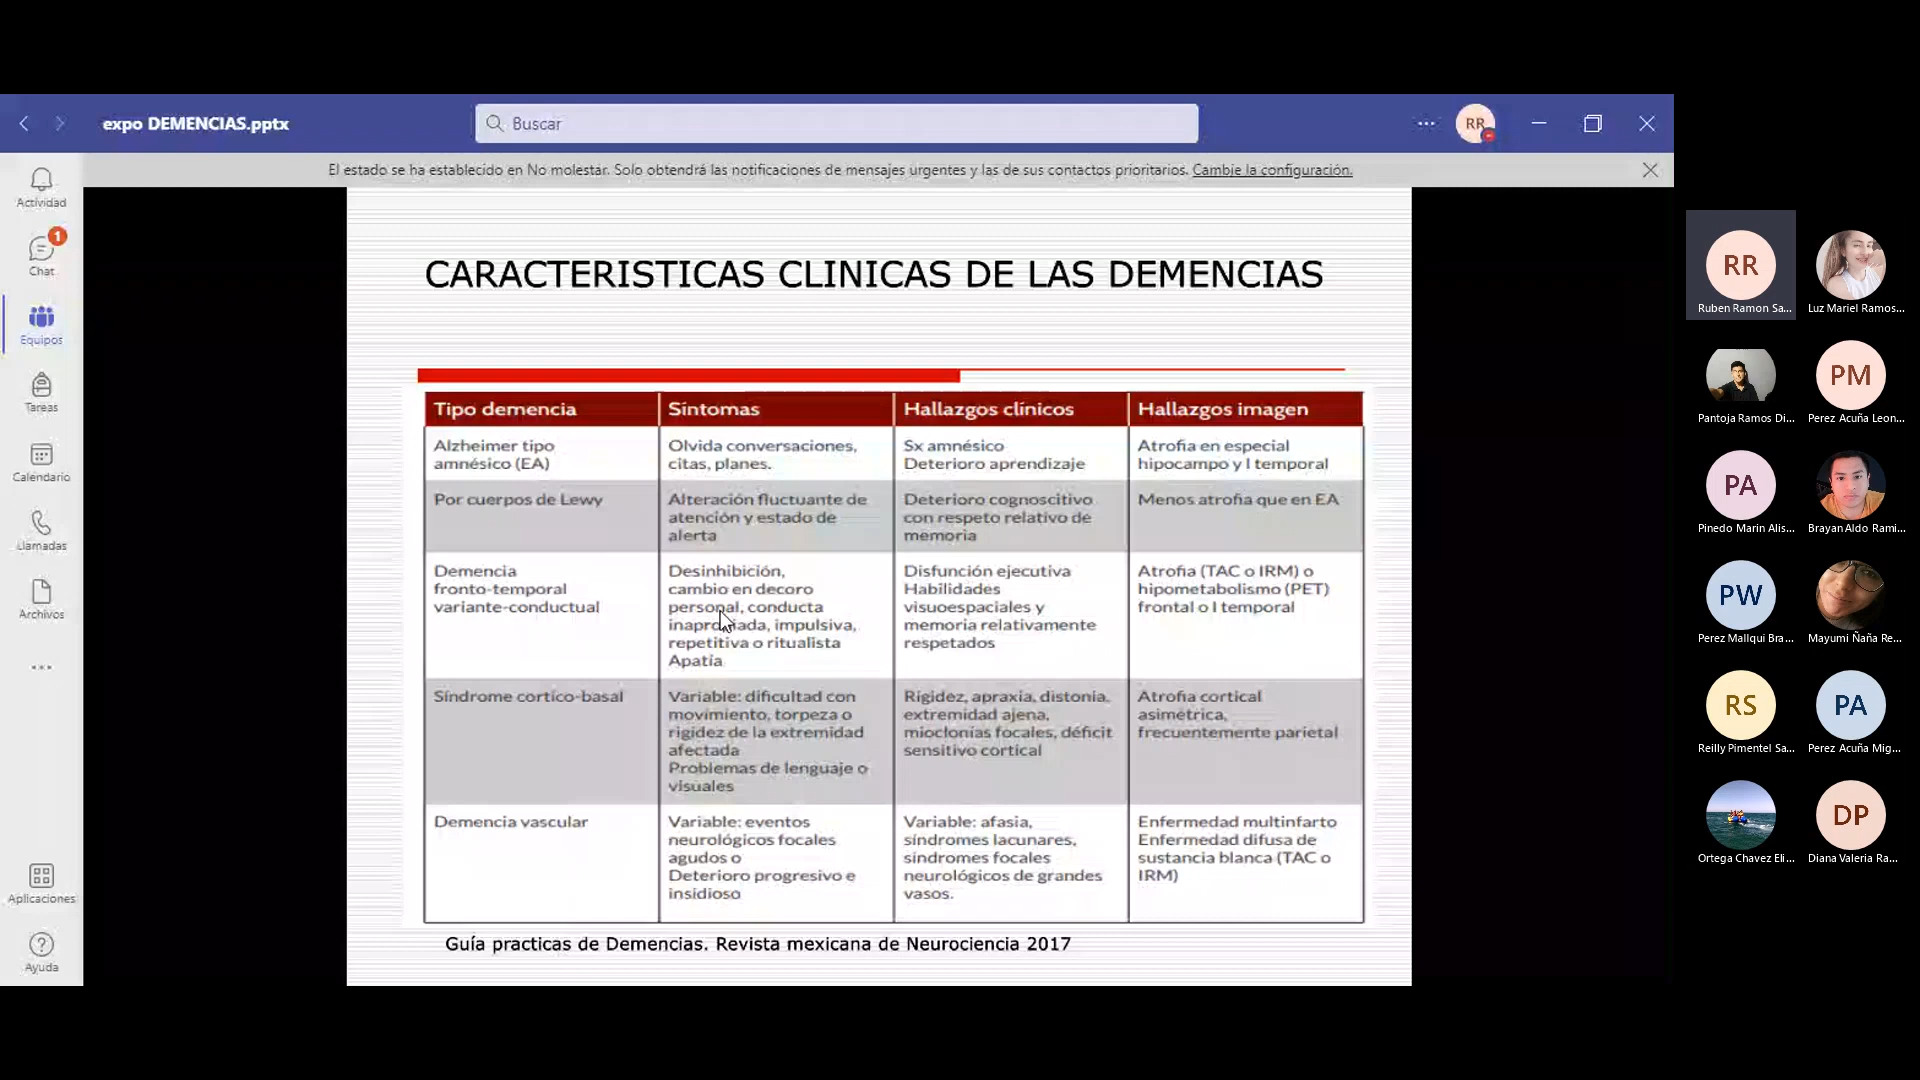 expo DEMENCIAS.pptx
Buscar
RR
El estado se ha establecido en No molestar. Solo obtendrá las notificaciones de mensajes urgentes y las de sus contactos prioritarios. Cambie la configuración.
Actividad
1
Chat
Equipos
Tareas
Calendario
Llamadas
Archivos
Aplicaciones
Ayuda
CARACTERISTICAS CLINICAS DE LAS DEMENCIAS
Tipo demencia
Síntomas
Hallazgos clínicos
Hallazgos imagen
Alzheimer tipo
amnésico (EA)
Olvida conversaciones,
citas, planes.
Sx amnésico
Deterioro aprendizaje
Atrofia en especial
hipocampo y l temporal
Por cuerpos de Lewy
Alteración fluctuante de
atención y estado de
alerta
Deterioro cognoscitivo
con respeto relativo de
memoria
Menos atrofia que en EA
Demencia
fronto-temporal
variante-conductual
Desinhibición,
cambio en decoro
personal, conducta
inapropiada, impulsiva,
repetitiva o ritualista
Apatía
Disfunción ejecutiva
Habilidades
visuoespaciales y
memoria relativamente
respetados
Atrofia (TAC o IRM) o
hipometabolismo (PET)
frontal o l temporal
Síndrome cortico-basal
Variable: dificultad con
movimiento, torpeza o
rigidez de la extremidad
afectada
Problemas de lenguaje o
visuales
Rigidez, apraxia, distonia,
extremidad ajena,
mioclonías focales, déficit
sensitivo cortical
Atrofia cortical
asimétrica,
frecuentemente parietal
Demencia vascular
Variable: eventos
neurológicos focales
agudos o
Deterioro progresivo e
insidioso
Variable: afasia,
síndromes lacunares,
síndromes focales
neurológicos de grandes
vasos.
Enfermedad multinfarto
Enfermedad difusa de
sustancia blanca (TAC o
IRM)
Guía practicas de Demencias. Revista mexicana de Neurociencia 2017
RR
Ruben Ramon Sa...
Luz Mariel Ramos...
Pantoja Ramos Di...
PM
Perez Acuña Leon...
PA
Pinedo Marin Alis...
Brayan Aldo Rami...
PW
Perez Mallqui Bra...
Mayumi Ñaña Re...
RS
Reilly Pimentel Sa...
PA
Perez Acuña Mig...
Ortega Chavez Eli...
DP
Diana Valeria Ra...